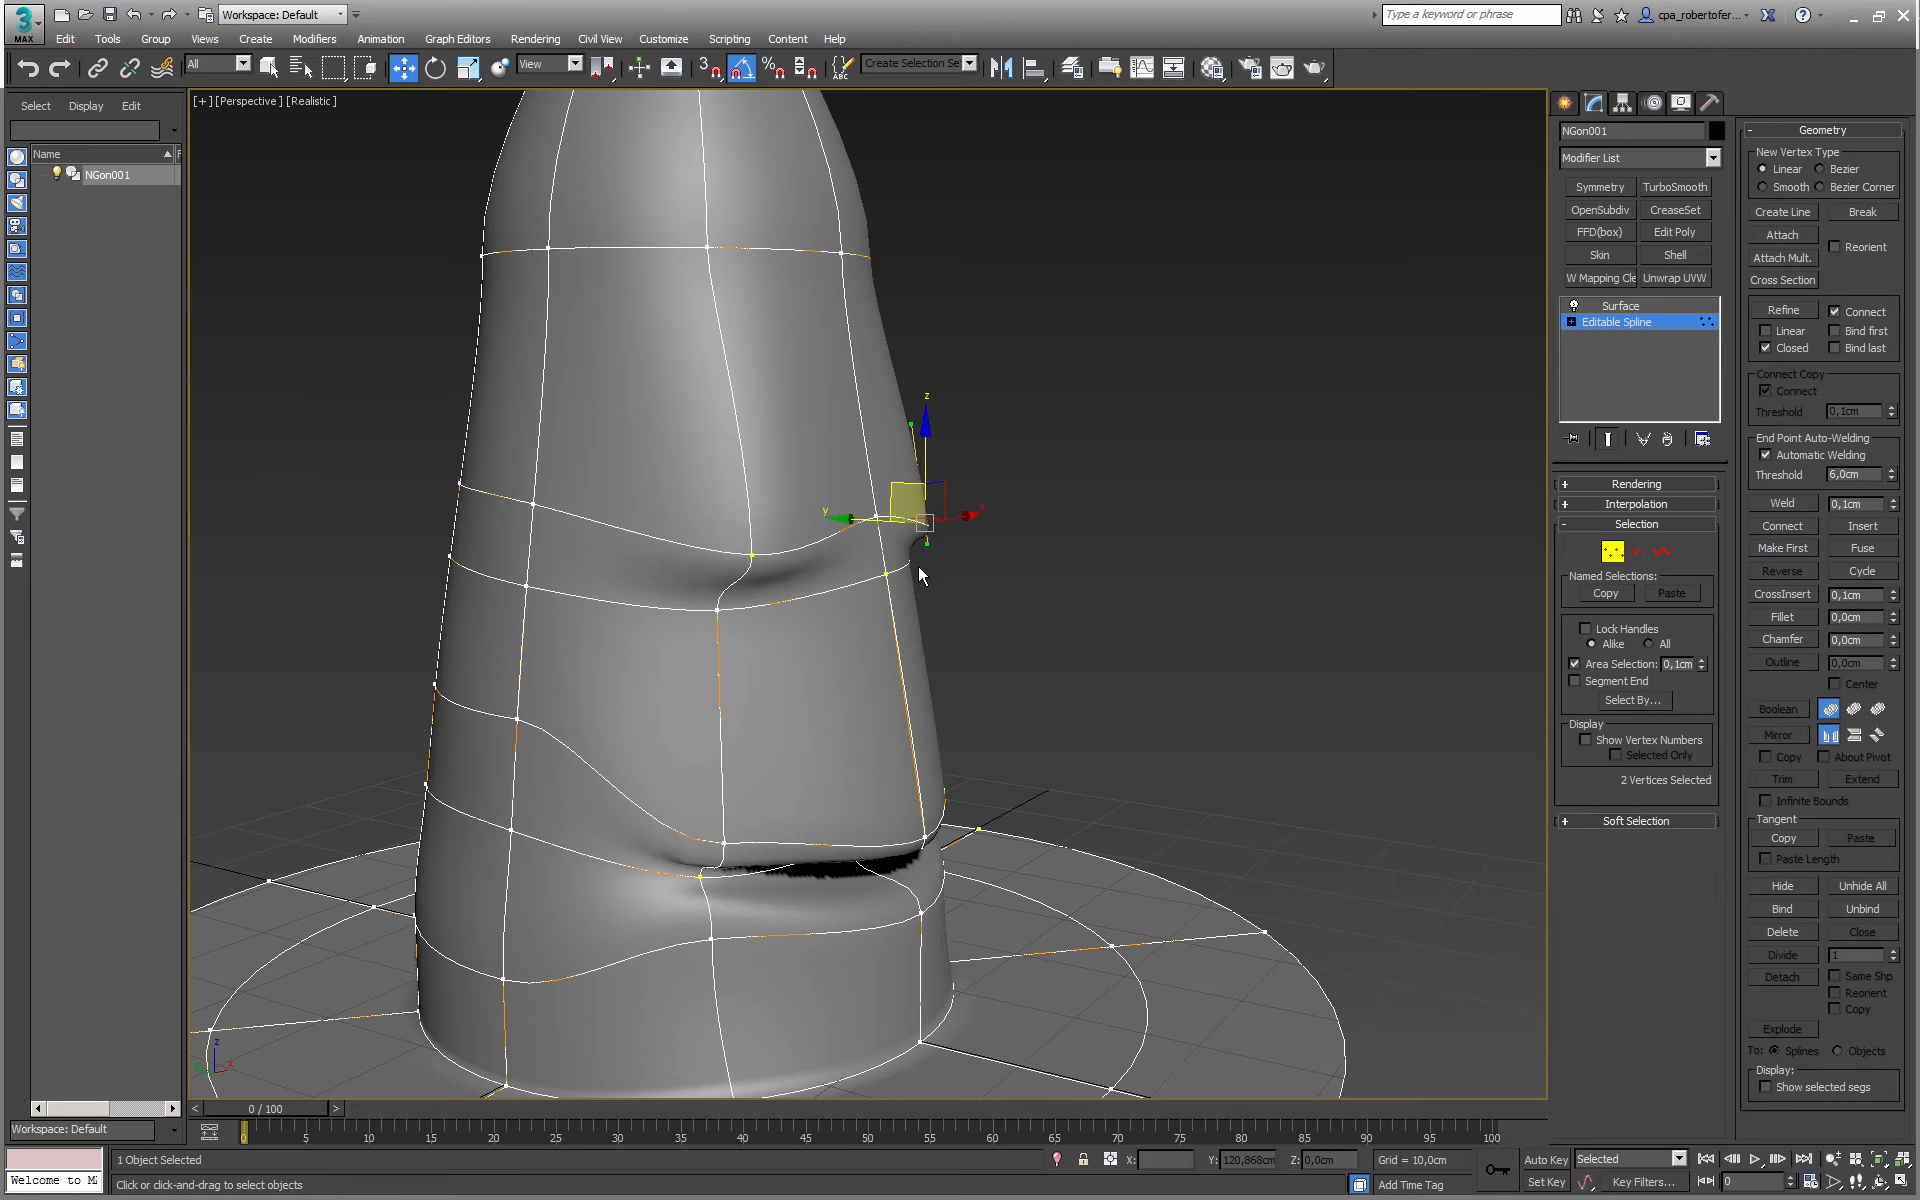 MAX
Workspace: Default
Type a keyword or phrase
cpa_robertofer...
Edit Tools Group Views Create Modifiers Animation Graph Editors Rendering Civil View Customize Scripting Content Help
All
View
3
ABC
Create Selection Se
Select Display Edit
Name
NGon001
[+] [Perspective ] [Realistic ]
z
y
x
z
x
0 / 100
Workspace: Default
0 5 10 15 20 25 30 35 40 45 50 55 60 65 70 75 80 85 90 95 100
Welcome to M
1 Object Selected
Click or click-and-drag to select objects
X:
Y: 120,868cm
Z: 0,0cm
Grid = 10,0cm
Add Time Tag
Auto Key
Selected
Set Key
Key Filters...
0
NGon001
Modifier List
Symmetry TurboSmooth
OpenSubdiv CreaseSet
FFD(box) Edit Poly
Skin Shell
W Mapping Cle Unwrap UVW
Surface
Editable Spline
Rendering
Interpolation
Selection
Named Selections:
Copy Paste
Lock Handles
Alike All
Area Selection: 0,1cm
Segment End
Select By...
Display
Show Vertex Numbers
Selected Only
2 Vertices Selected
Soft Selection
Geometry
New Vertex Type
Linear Bezier
Smooth Bezier Corner
Create Line Break
Attach
Reorient
Attach Mult.
Cross Section
Refine Connect
Linear Bind first
Closed Bind last
Connect Copy
Connect
Threshold 0,1cm
End Point Auto-Welding
Automatic Welding
Threshold 6,0cm
Weld 0,1cm
Connect Insert
Make First Fuse
Reverse Cycle
CrossInsert 0,1cm
Fillet 0,0cm
Chamfer 0,0cm
Outline 0,0cm
Center
Boolean
Mirror
Copy About Pivot
Trim Extend
Infinite Bounds
Tangent
Copy Paste
Paste Length
Hide Unhide All
Bind Unbind
Delete Close
Divide 1
Detach Same Shp
Reorient
Copy
Explode
To: Splines Objects
Display:
Show selected segs